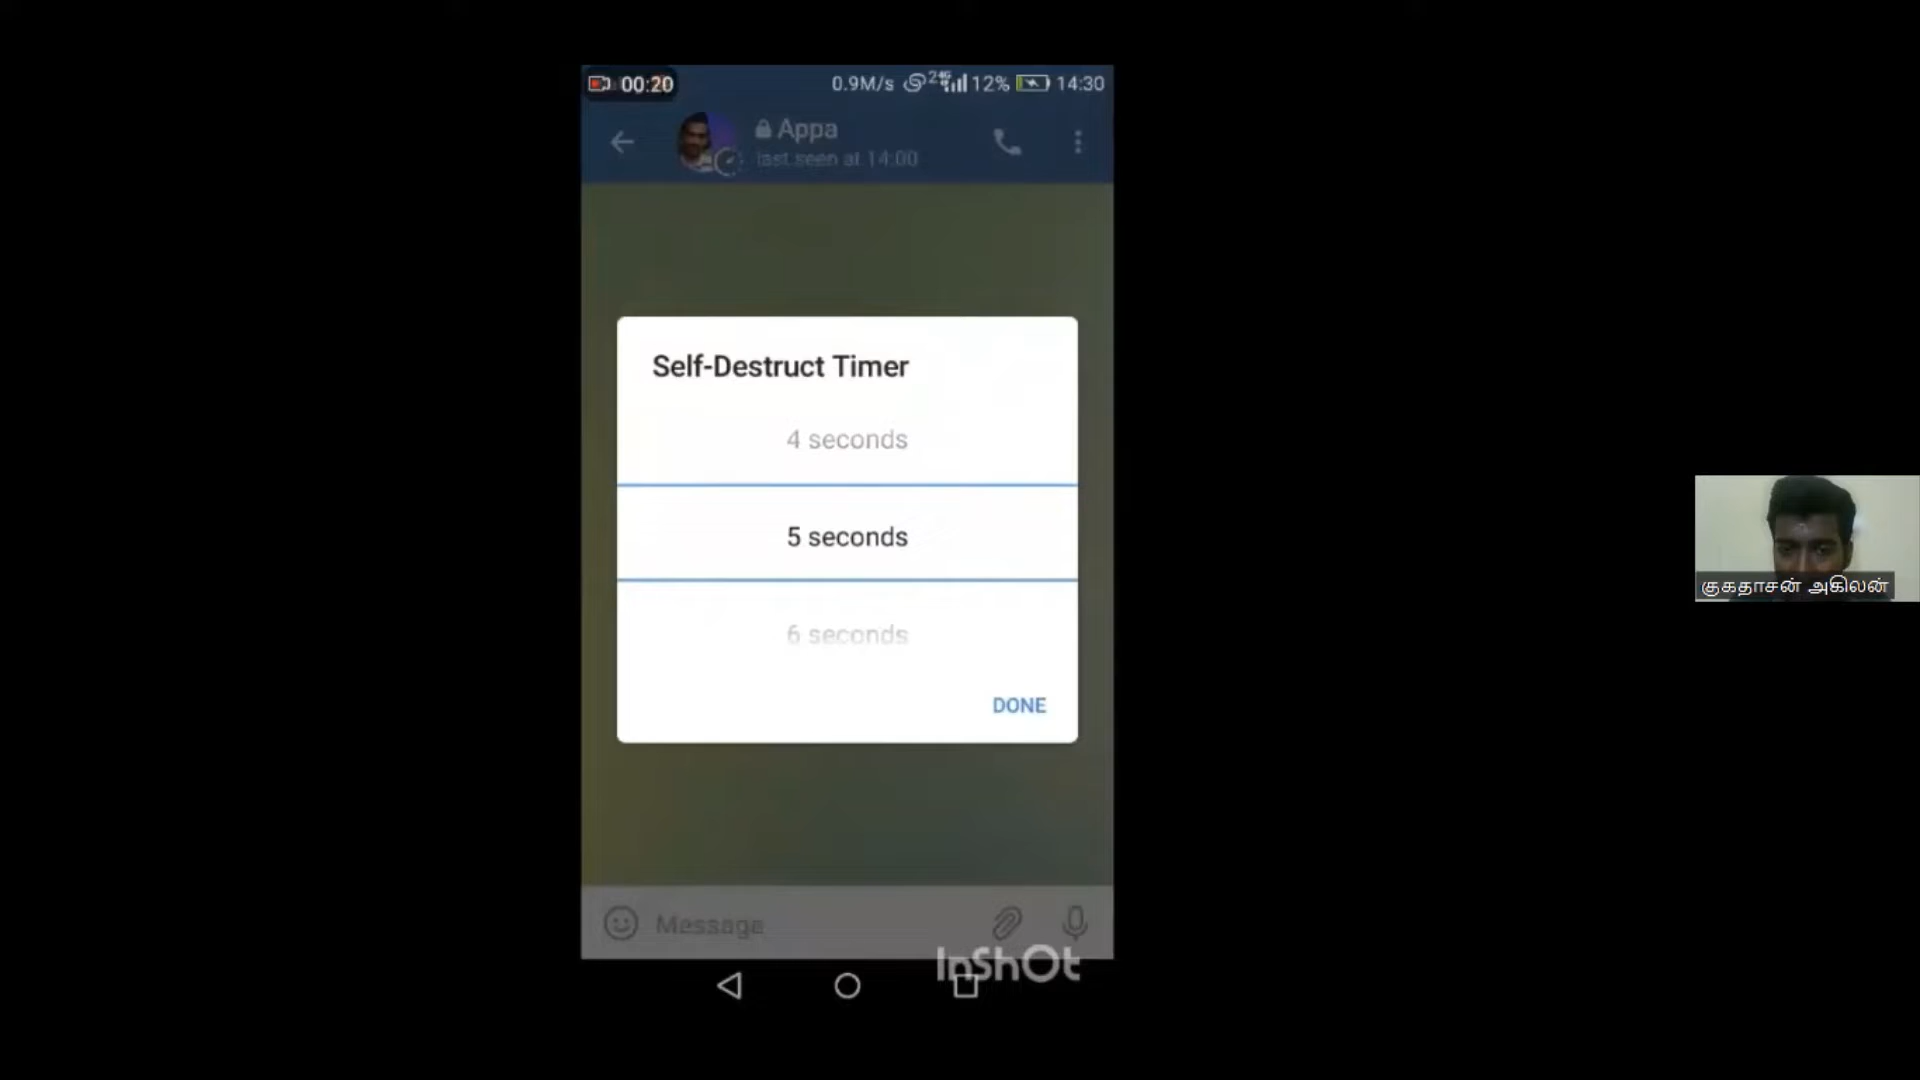 00:20
0.9M/s 4G 12% 14:30
Appa
last seen at 14:00
Self-Destruct Timer
4 seconds
5 seconds
6 seconds
DONE
Message
InShOt
குகதாசன் அகிலன்